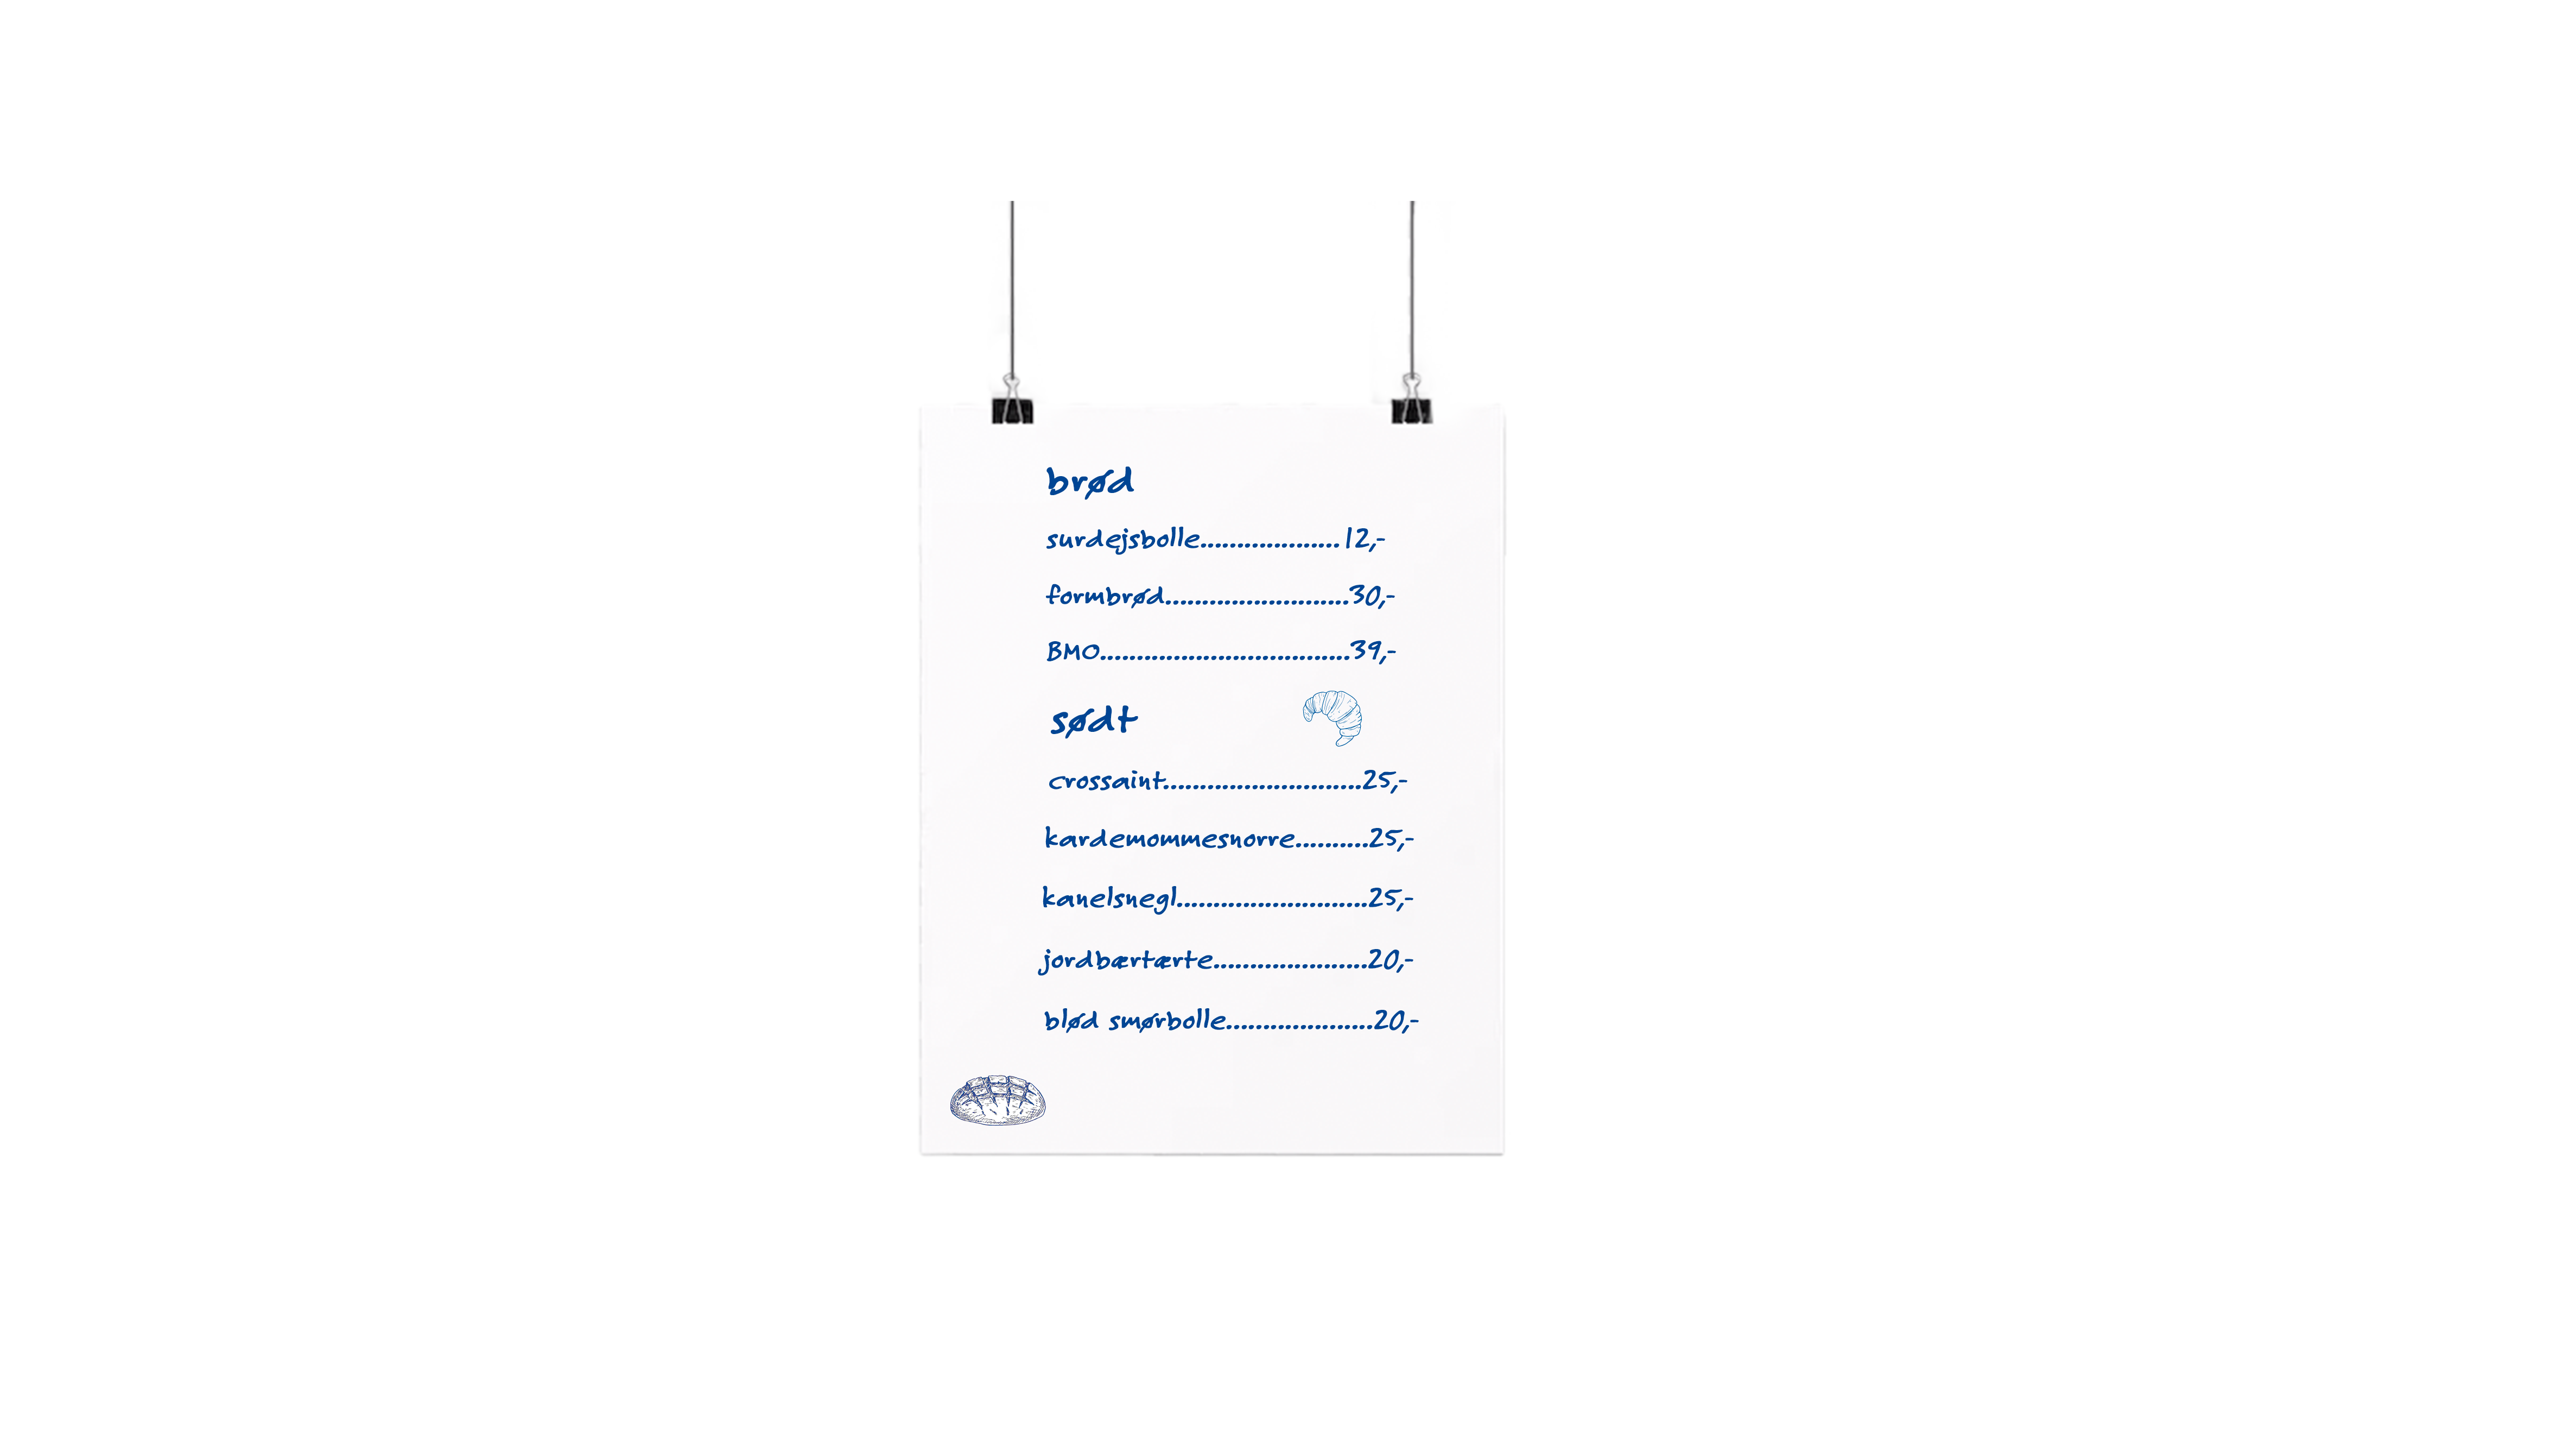 brød
surdejsbolle...................12,-
formbrød.........................30,-
BMO..................................39,-
sødt
crossaint...........................25,-
kardemommesnorre..........25,-
kanelsnegl..........................25,-
jordbærtærte.....................20,-
blød smørbolle....................20,-